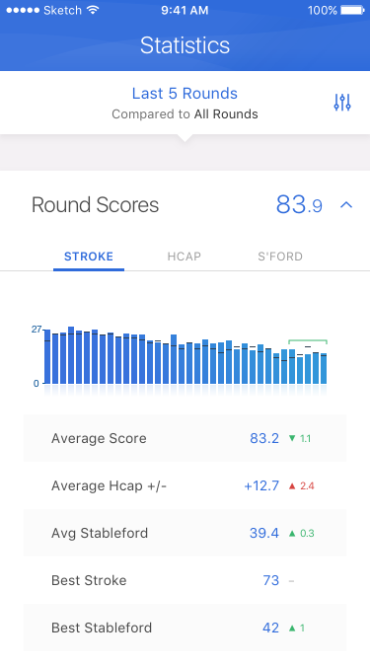 Sketch 9:41 AM 100%
Statistics
Last 5 Rounds
Compared to All Rounds
Round Scores 83.9
STROKE HCAP S'FORD
27
0
Average Score 83.2 ▼ 1.1
Average Hcap +/- +12.7 ▲ 2.4
Avg Stableford 39.4 ▲ 0.3
Best Stroke 73 –
Best Stableford 42 ▲ 1